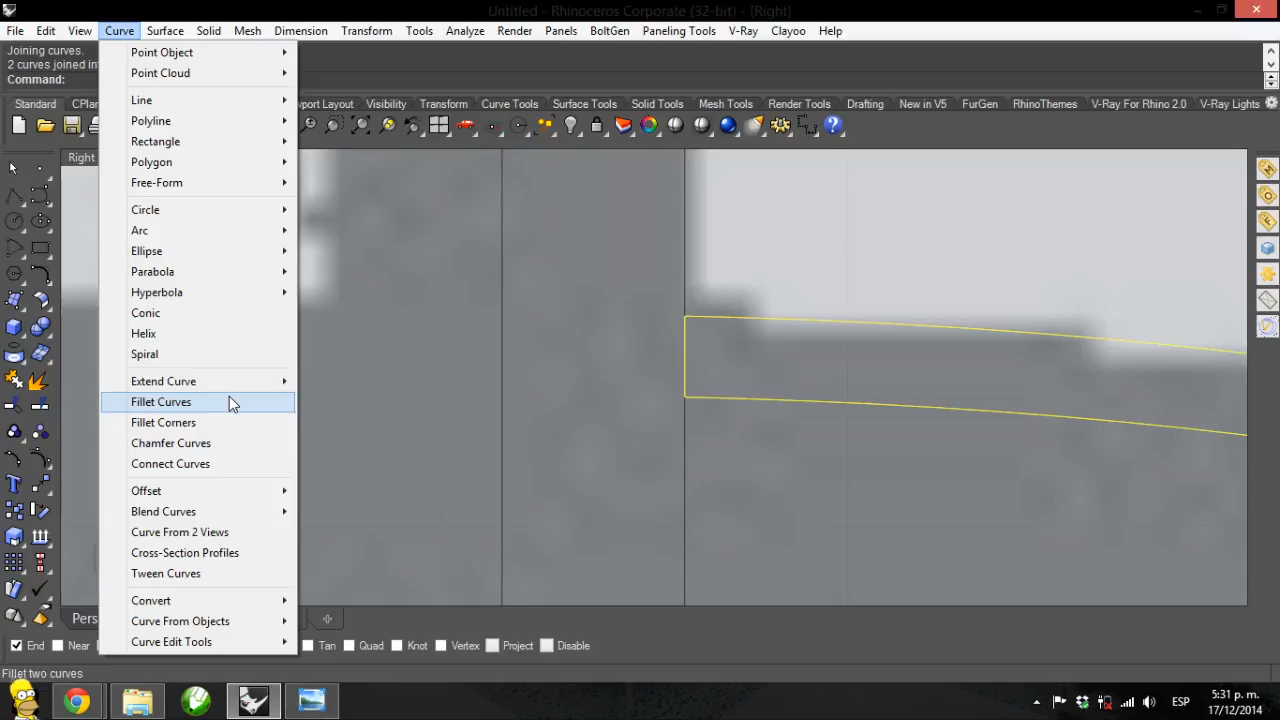 Untitled - Rhinoceros Corporate (32-bit) - [Right]
File Edit View Curve Surface Solid Mesh Dimension Transform Tools Analyze Render Panels BoltGen Paneling Tools V-Ray Clayoo Help
Joining curves.
2 curves joined in
Command:
Standard CPlan port Layout Visibility Transform Curve Tools Surface Tools Solid Tools Mesh Tools Render Tools Drafting New in V5 FurGen RhinoThemes V-Ray For Rhino 2.0 V-Ray Lights
Right
Point Object
Point Cloud
Line
Polyline
Rectangle
Polygon
Free-Form
Circle
Arc
Ellipse
Parabola
Hyperbola
Conic
Helix
Spiral
Extend Curve
Fillet Curves
Fillet Corners
Chamfer Curves
Connect Curves
Offset
Blend Curves
Curve From 2 Views
Cross-Section Profiles
Tween Curves
Convert
Curve From Objects
Curve Edit Tools
Pers
End Near Tan Quad Knot Vertex Project Disable
Fillet two curves
ESP
5:31 p. m.
17/12/2014